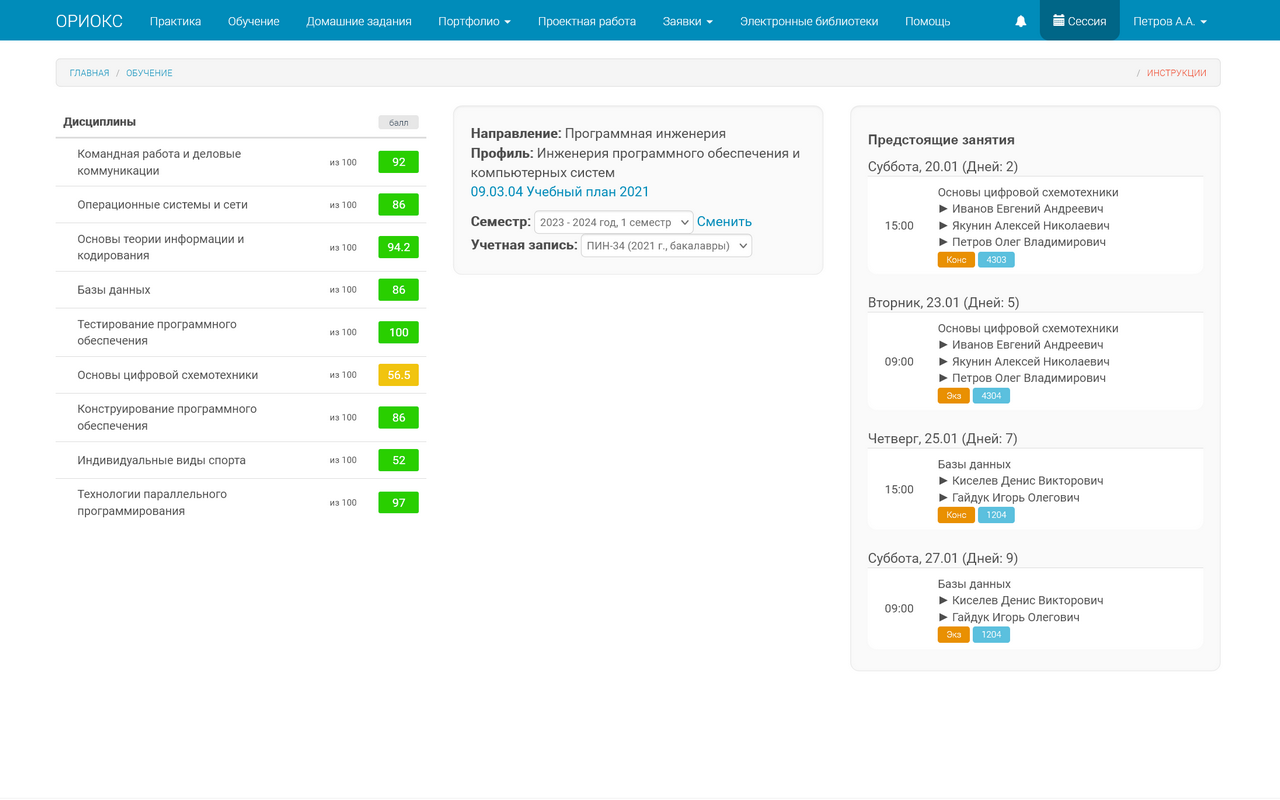 ОРИОКС Практика Обучение Домашние задания Портфолио Проектная работа Заявки Электронные библиотеки Помощь Сессия Петров А.А.
ГЛАВНАЯ / ОБУЧЕНИЕ / ИНСТРУКЦИИ
Дисциплины балл
Командная работа и деловые
коммуникации
из 100 92
Операционные системы и сети из 100 86
Основы теории информации и
кодирования
из 100 94.2
Базы данных из 100 86
Тестирование программного
обеспечения
из 100 100
Основы цифровой схемотехники из 100 56.5
Конструирование программного
обеспечения
из 100 86
Индивидуальные виды спорта из 100 52
Технологии параллельного
программирования
из 100 97
Направление: Программная инженерия
Профиль: Инженерия программного обеспечения и
компьютерных систем
09.03.04 Учебный план 2021
Семестр: 2023 - 2024 год, 1 семестр Сменить
Учетная запись: ПИН-34 (2021 г., бакалавры)
Предстоящие занятия
Суббота, 20.01 (Дней: 2)
15:00
Основы цифровой схемотехники
► Иванов Евгений Андреевич
► Якунин Алексей Николаевич
► Петров Олег Владимирович
Конс 4303
Вторник, 23.01 (Дней: 5)
09:00
Основы цифровой схемотехники
► Иванов Евгений Андреевич
► Якунин Алексей Николаевич
► Петров Олег Владимирович
Экз 4304
Четверг, 25.01 (Дней: 7)
15:00
Базы данных
► Киселев Денис Викторович
► Гайдук Игорь Олегович
Конс 1204
Суббота, 27.01 (Дней: 9)
09:00
Базы данных
► Киселев Денис Викторович
► Гайдук Игорь Олегович
Экз 1204